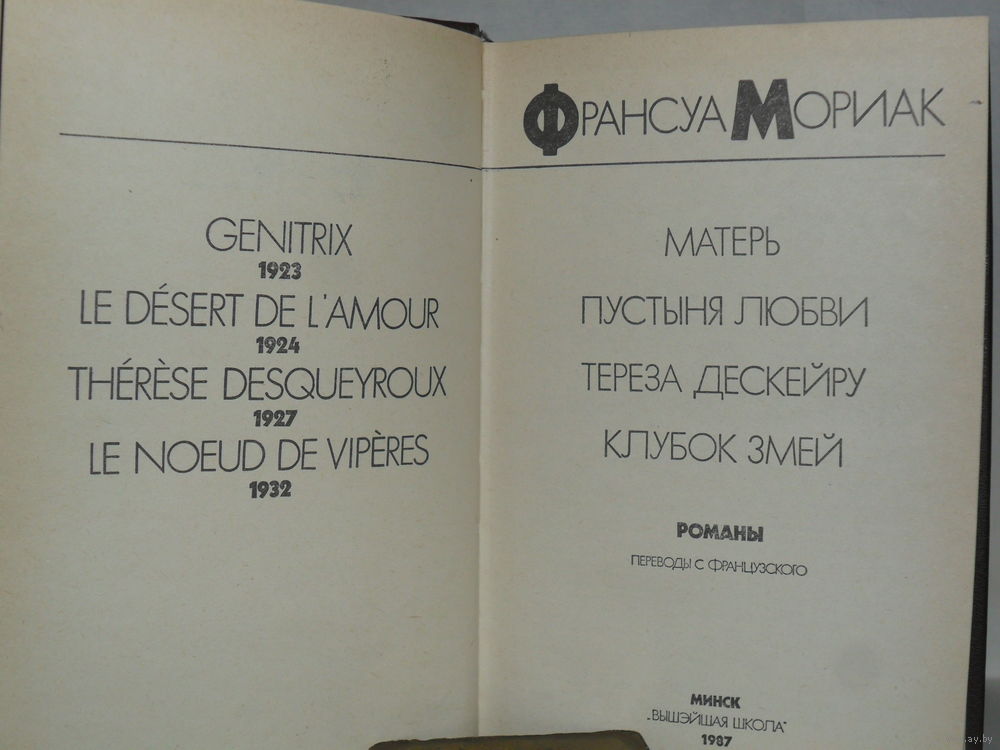 GENITRIX
1923
LE DÉSERT DE L'AMOUR
1924
THÉRÈSE DESQUEYROUX
1927
LE NOEUD DE VIPÈRES
1932
ФРАНСУА МОРИАК
МАТЕРЬ
ПУСТЫНЯ ЛЮБВИ
ТЕРЕЗА ДЕСКЕЙРУ
КЛУБОК ЗМЕЙ
РОМАНЫ
ПЕРЕВОДЫ С ФРАНЦУЗСКОГО
МИНСК
"ВЫШЭЙШАЯ ШКОЛА"
1987